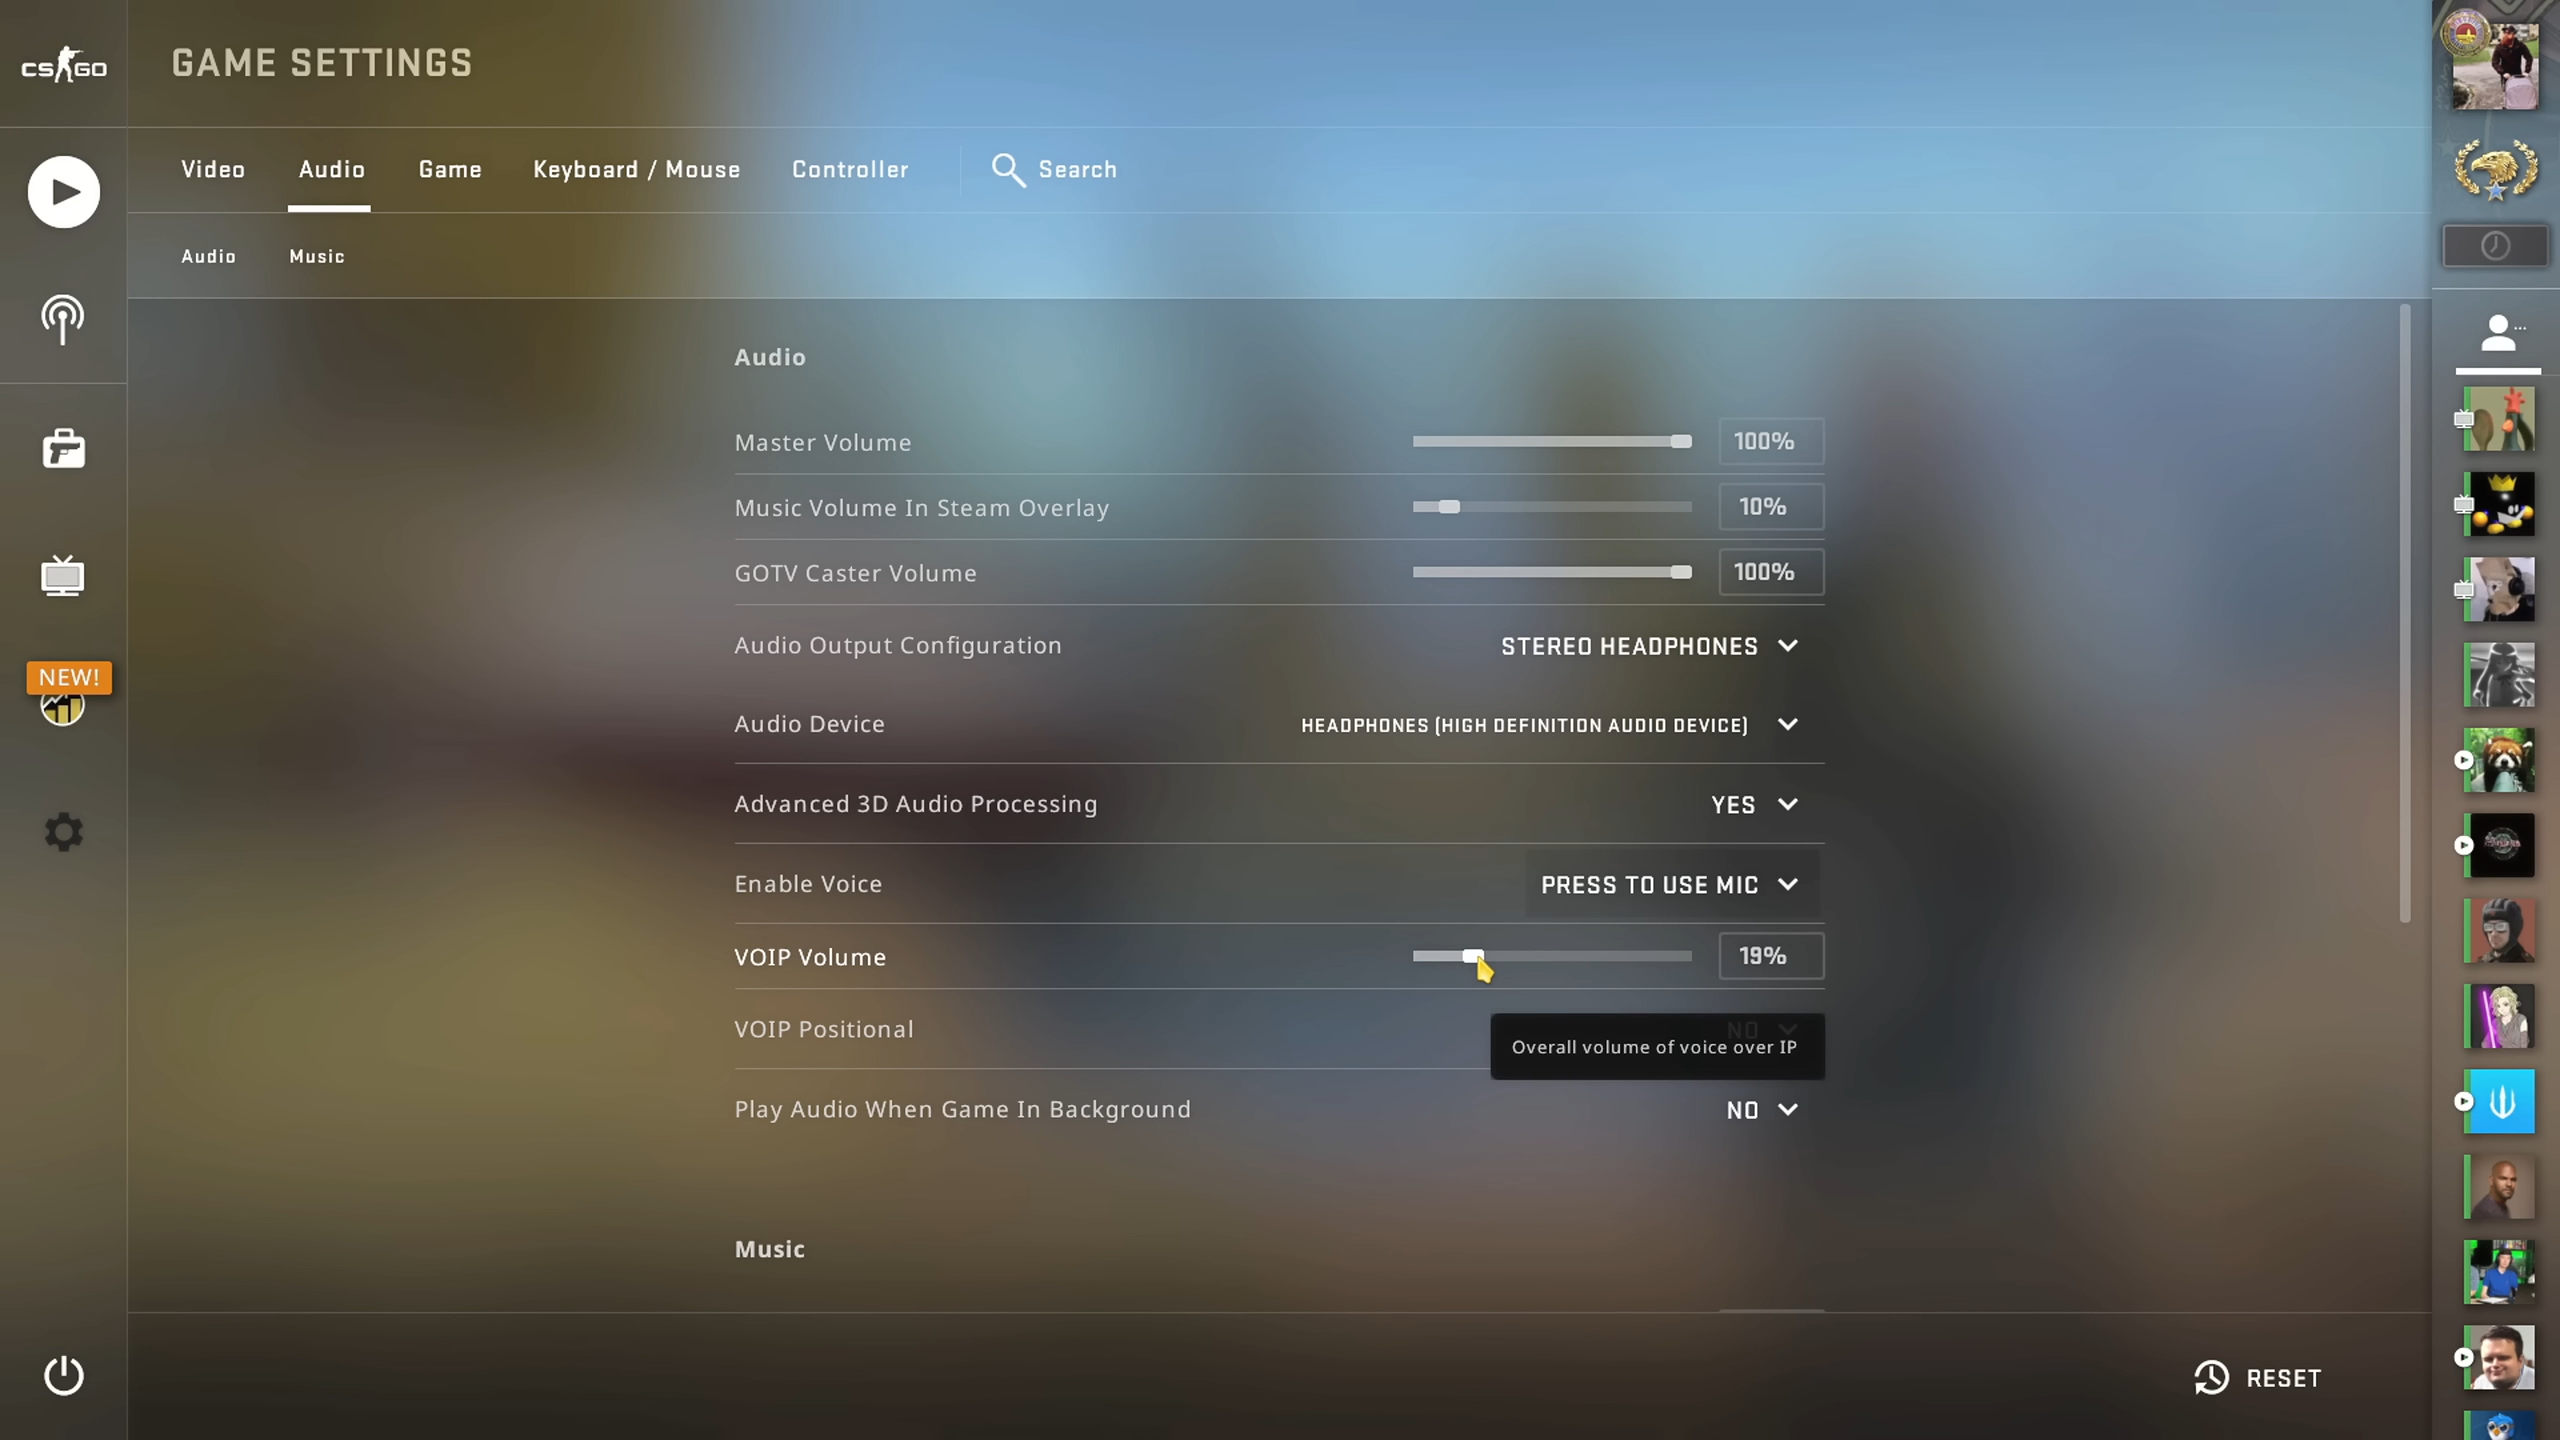 CS GO
GAME SETTINGS
Video Audio Game Keyboard / Mouse Controller Search
Audio Music
Audio
Master Volume 100%
Music Volume In Steam Overlay 10%
GOTV Caster Volume 100%
Audio Output Configuration STEREO HEADPHONES
Audio Device HEADPHONES (HIGH DEFINITION AUDIO DEVICE)
NEW!
Advanced 3D Audio Processing YES
Enable Voice PRESS TO USE MIC
VOIP Volume 19%
VOIP Positional NO
Overall volume of voice over IP
Play Audio When Game In Background NO
Music
RESET